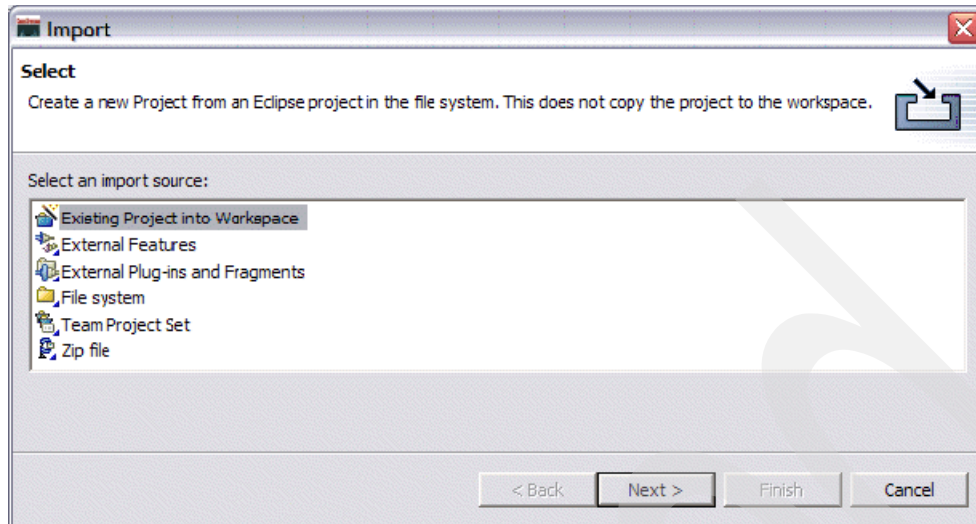 Import
Select
Create a new Project from an Eclipse project in the file system. This does not copy the project to the workspace.
Select an import source:
Existing Project into Workspace
External Features
External Plug-ins and Fragments
File system
Team Project Set
Zip file
< Back Next > Finish Cancel